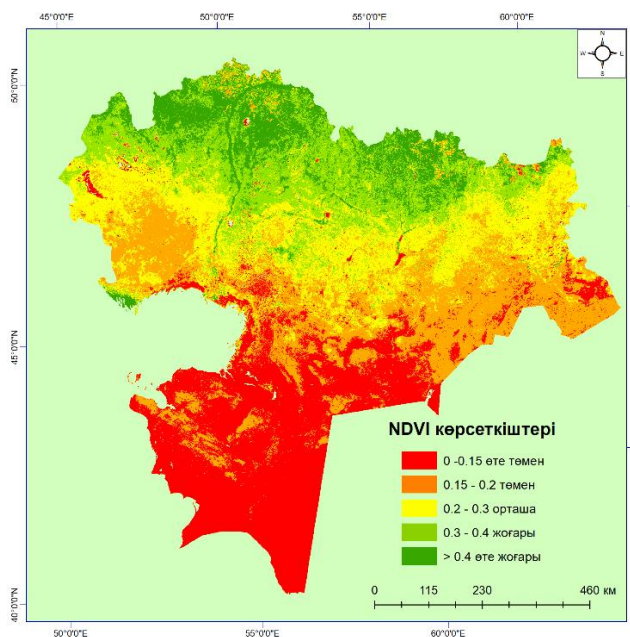 45°0'0"E 50°0'0"E 55°0'0"E 60°0'0"E
N
W E
S
50°0'0"N
45°0'0"N
40°0'0"N
NDVI көрсеткіштері
0 -0.15 өте төмен
0.15 - 0.2 төмен
0.2 - 0.3 орташа
0.3 - 0.4 жоғары
> 0.4 өте жоғары
0 115 230 460 км
50°0'0"E 55°0'0"E 60°0'0"E